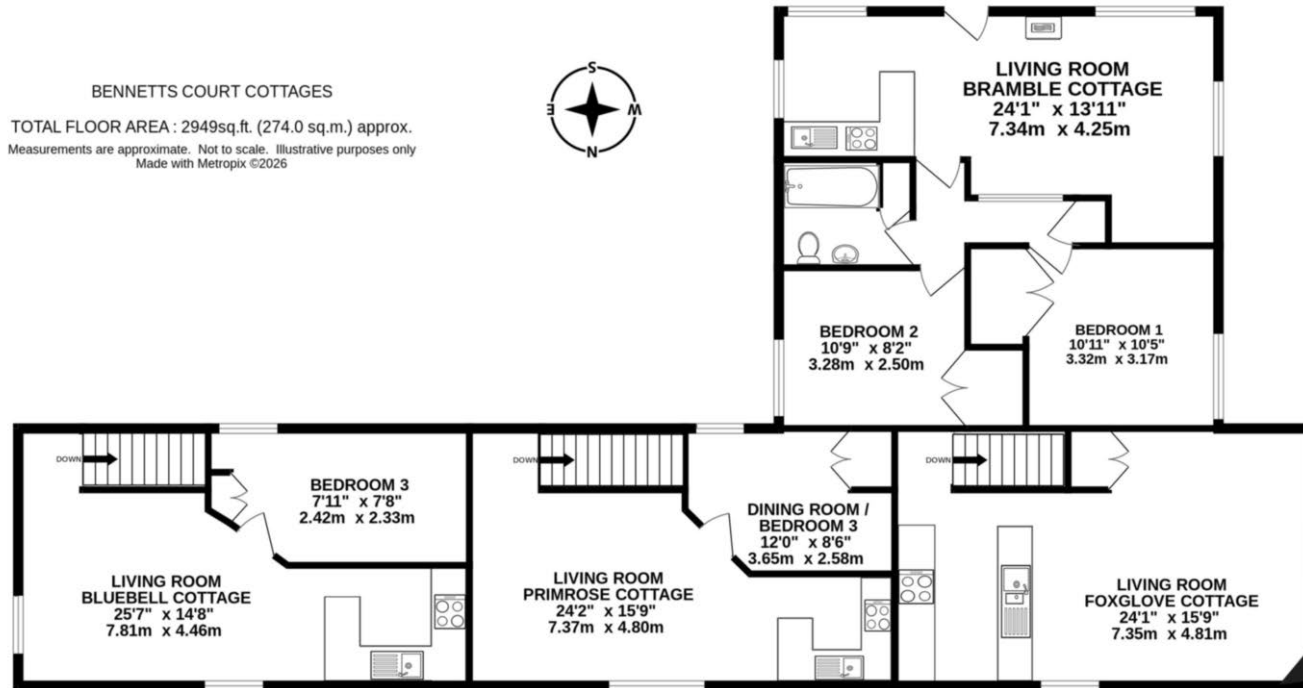 BENNETTS COURT COTTAGES
TOTAL FLOOR AREA : 2949sq.ft. (274.0 sq.m.) approx.
Measurements are approximate. Not to scale. Illustrative purposes only
Made with Metropix ©2026
S
E
W
N
LIVING ROOM
BRAMBLE COTTAGE
24'1" x 13'11"
7.34m x 4.25m
BEDROOM 2
10'9" x 8'2"
3.28m x 2.50m
BEDROOM 1
10'11" x 10'5"
3.32m x 3.17m
DOWN
BEDROOM 3
7'11" x 7'8"
2.42m x 2.33m
LIVING ROOM
BLUEBELL COTTAGE
25'7" x 14'8"
7.81m x 4.46m
DOWN
DINING ROOM /
BEDROOM 3
12'0" x 8'6"
3.65m x 2.58m
LIVING ROOM
PRIMROSE COTTAGE
24'2" x 15'9"
7.37m x 4.80m
DOWN
LIVING ROOM
FOXGLOVE COTTAGE
24'1" x 15'9"
7.35m x 4.81m